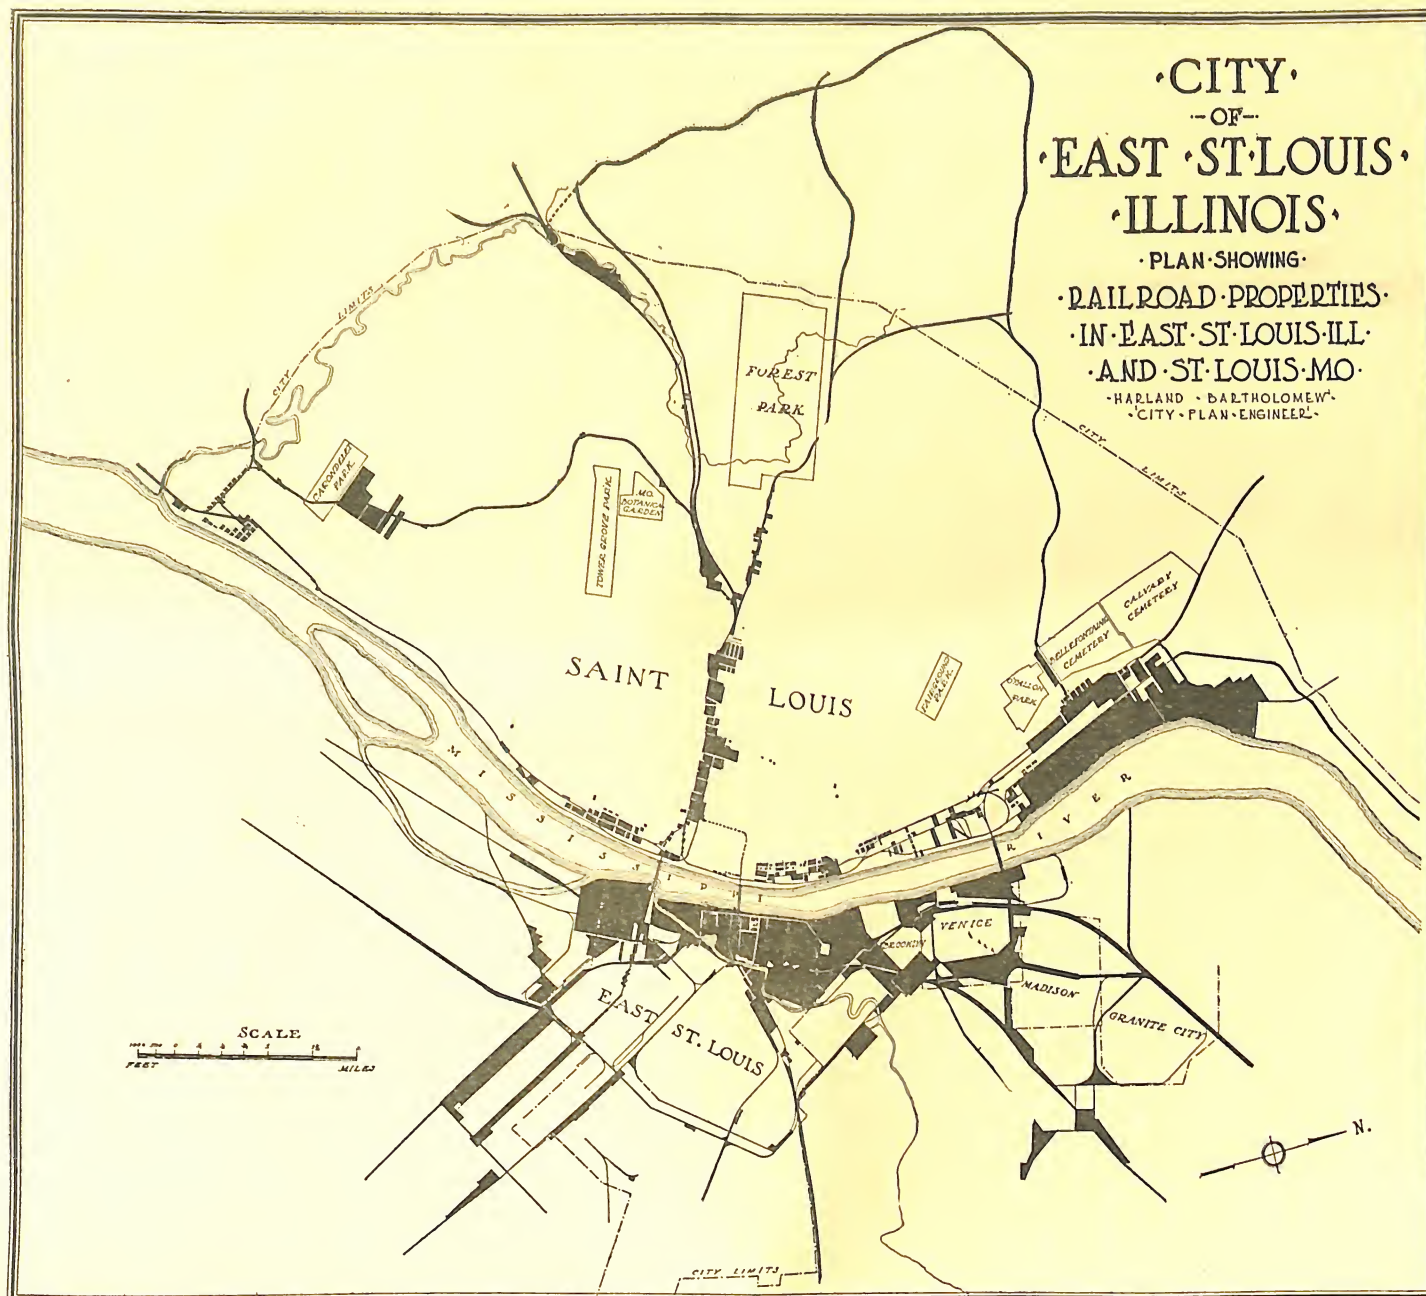 ·CITY·
-OF-
·EAST·ST·LOUIS·
·ILLINOIS·
·PLAN·SHOWING·
·RAILROAD·PROPERTIES·
·IN·EAST·ST·LOUIS·ILL·
·AND·ST·LOUIS·MO·
·HARLAND·BARTHOLOMEW·
·CITY·PLAN·ENGINEER·
CITY LIMITS
FOREST
PARK
CITY LIMITS
CARONDELET
PARK
TOWER GROVE PARK
MO.
BOTANICAL
GARDEN
CALVARY
CEMETERY
BELLEFONTAINE
CEMETERY
O'FALLON
PARK
FAIRGROUND
PARK
SAINT LOUIS
MISSISSIPPI RIVER
BROOKLYN
VENICE
MADISON
GRANITE CITY
EAST ST. LOUIS
SCALE
FEET
MILES
N.
CITY LIMITS